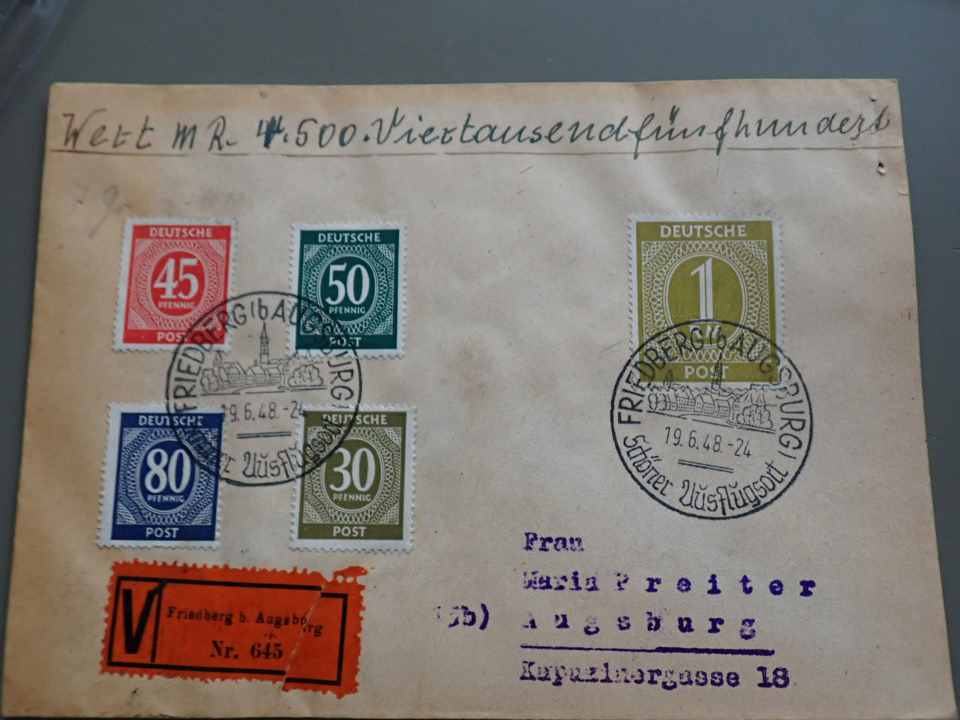 Wert MR. 4.500. Viertausendfünfhundert
DEUTSCHE
45
PFENNIG
POST
DEUTSCHE
50
PFENNIG
POST
DEUTSCHE
1
POST
FRIEDBERG (b AUGSBURG)
19.6.48.-24
Schöner Ausflugsort
FRIEDBERG (b AUGSBURG)
19.6.48.-24
Schöner Ausflugsort
DEUTSCHE
80
PFENNIG
POST
DEUTSCHE
30
PFENNIG
POST
V
Friedberg b. Augsburg
Nr. 645
Frau
Maria Preiter
Augsburg
Kapuzinergasse 18